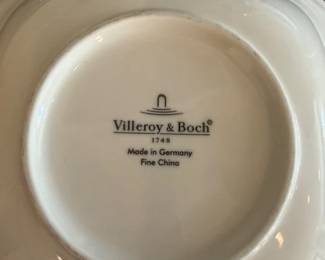 Villeroy & Boch®
1748
Made in Germany
Fine China